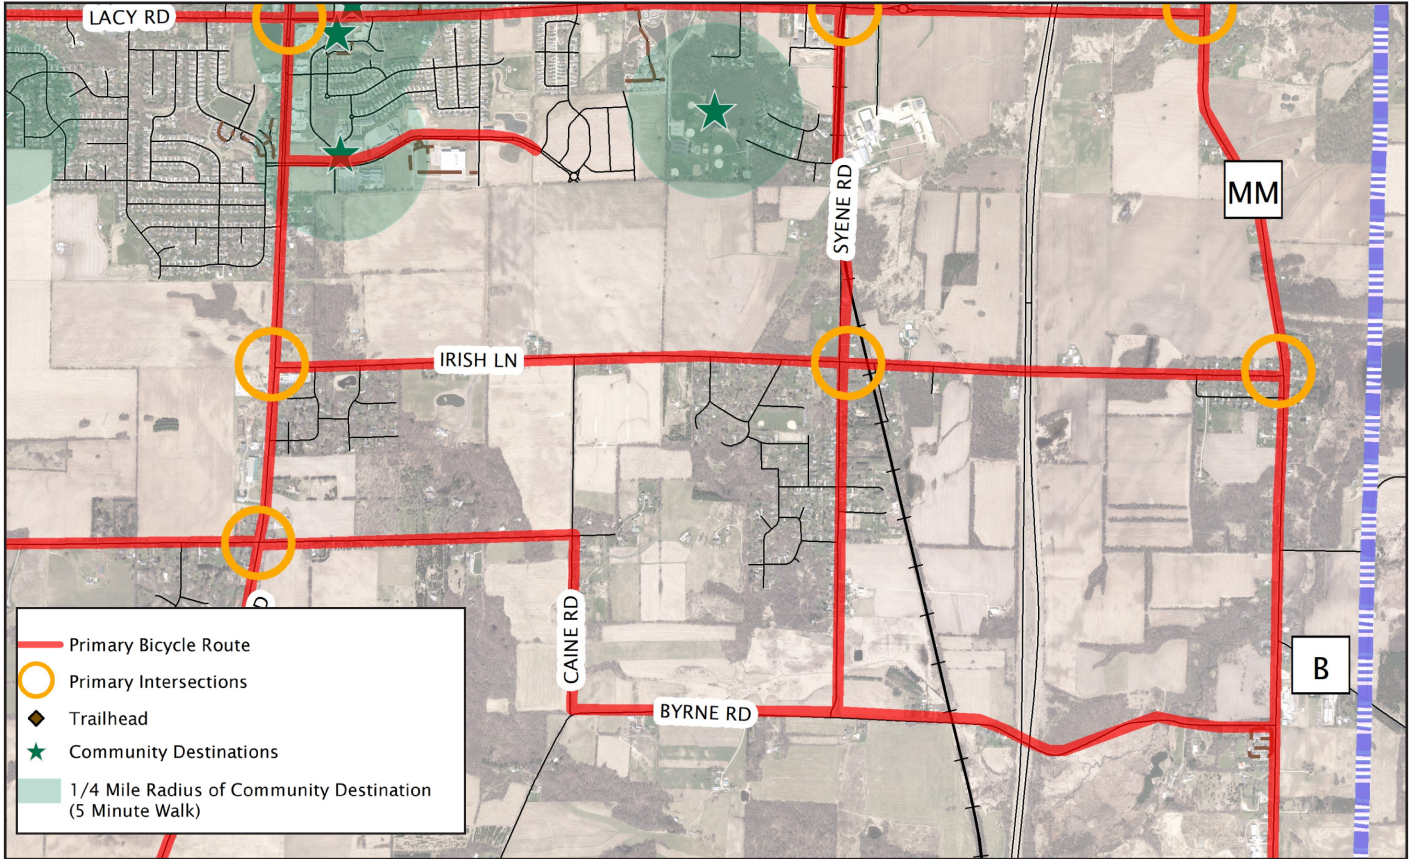 LACY RD
SYENE RD
MM
IRISH LN
D
CAINE RD
BYRNE RD
B
Primary Bicycle Route
Primary Intersections
Trailhead
Community Destinations
1/4 Mile Radius of Community Destination
(5 Minute Walk)